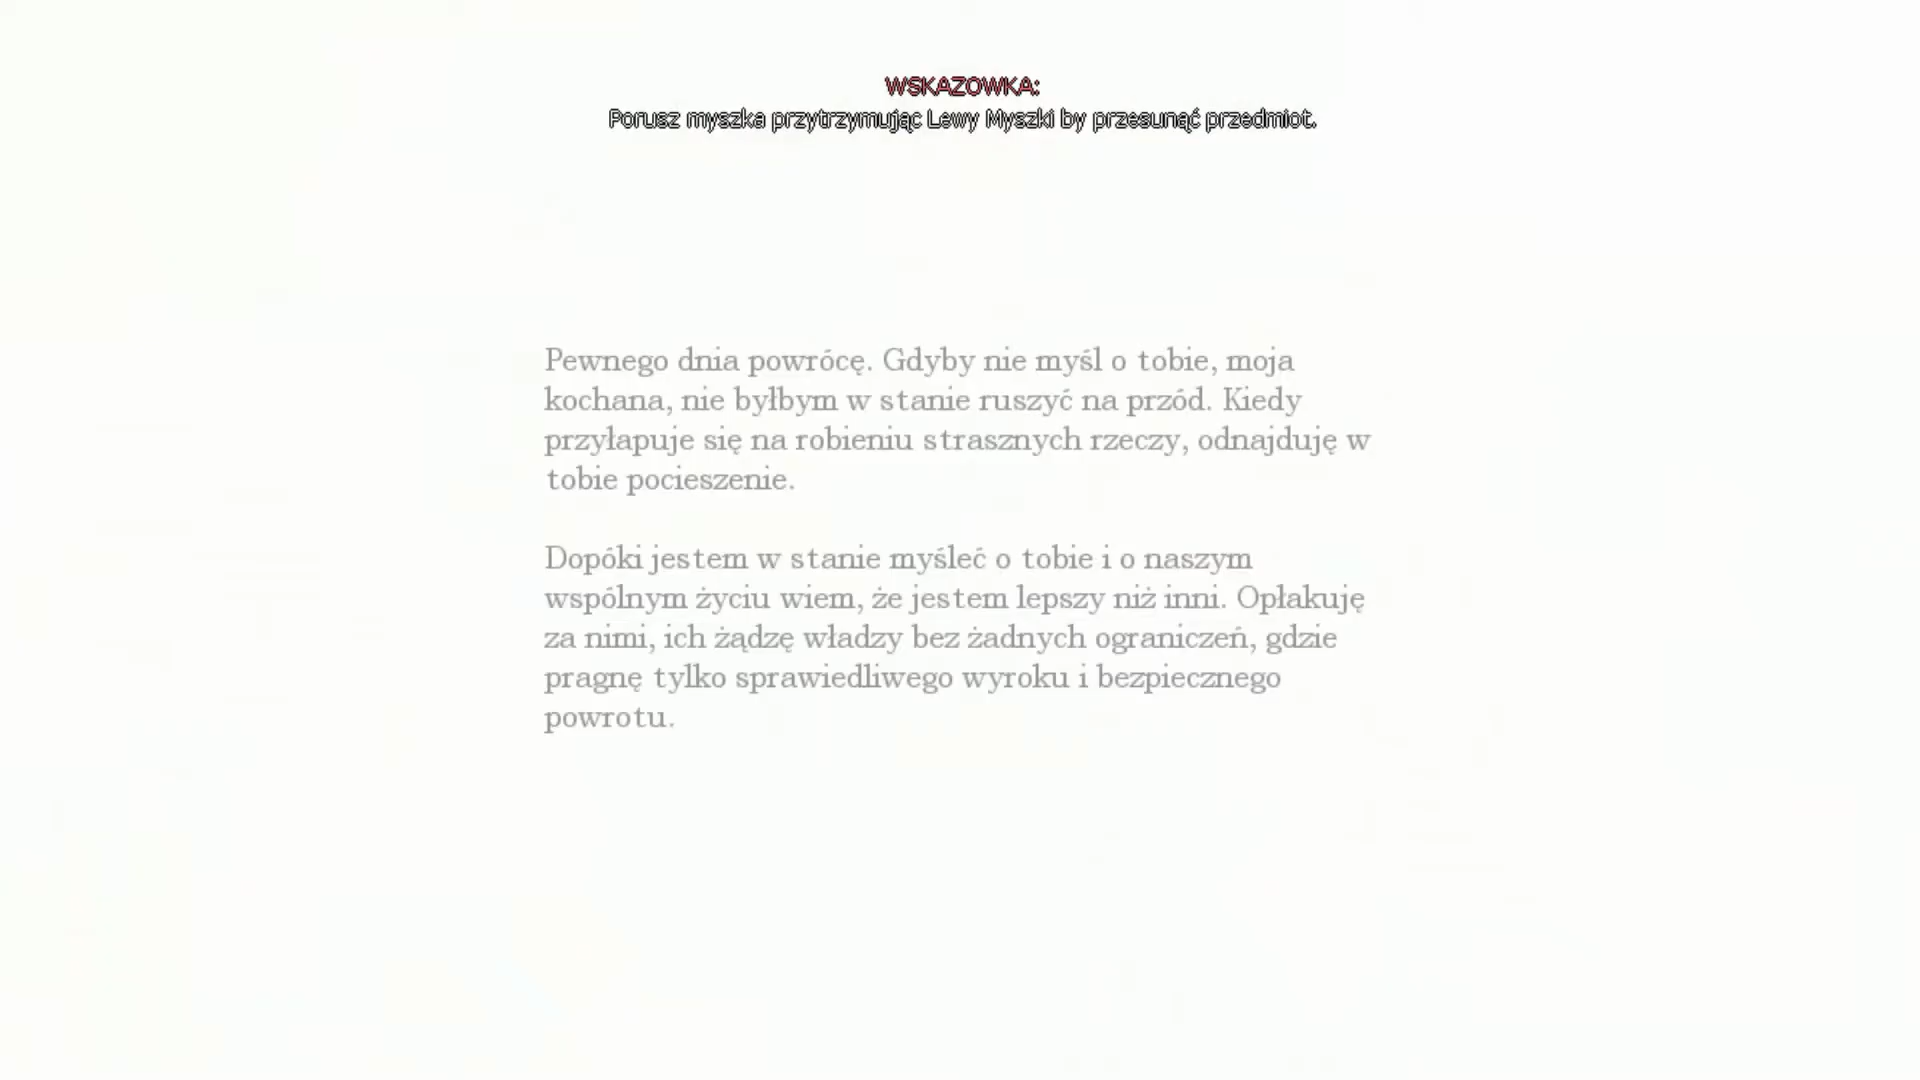 WSKAZOWKA:
Porusz myszka przytrzymując Lewy Myszki by przesunąć przedmiot.
Pewnego dnia powrócę. Gdyby nie myśl o tobie, moja
kochana, nie byłbym w stanie ruszyć na przód. Kiedy
przyłapuje się na robieniu strasznych rzeczy, odnajduję w
tobie pocieszenie.
Dopóki jestem w stanie myśleć o tobie i o naszym
wspólnym życiu wiem, że jestem lepszy niż inni. Opłakuję
za nimi, ich żądzę władzy bez żadnych ograniczeń, gdzie
pragnę tylko sprawiedliwego wyroku i bezpiecznego
powrotu.